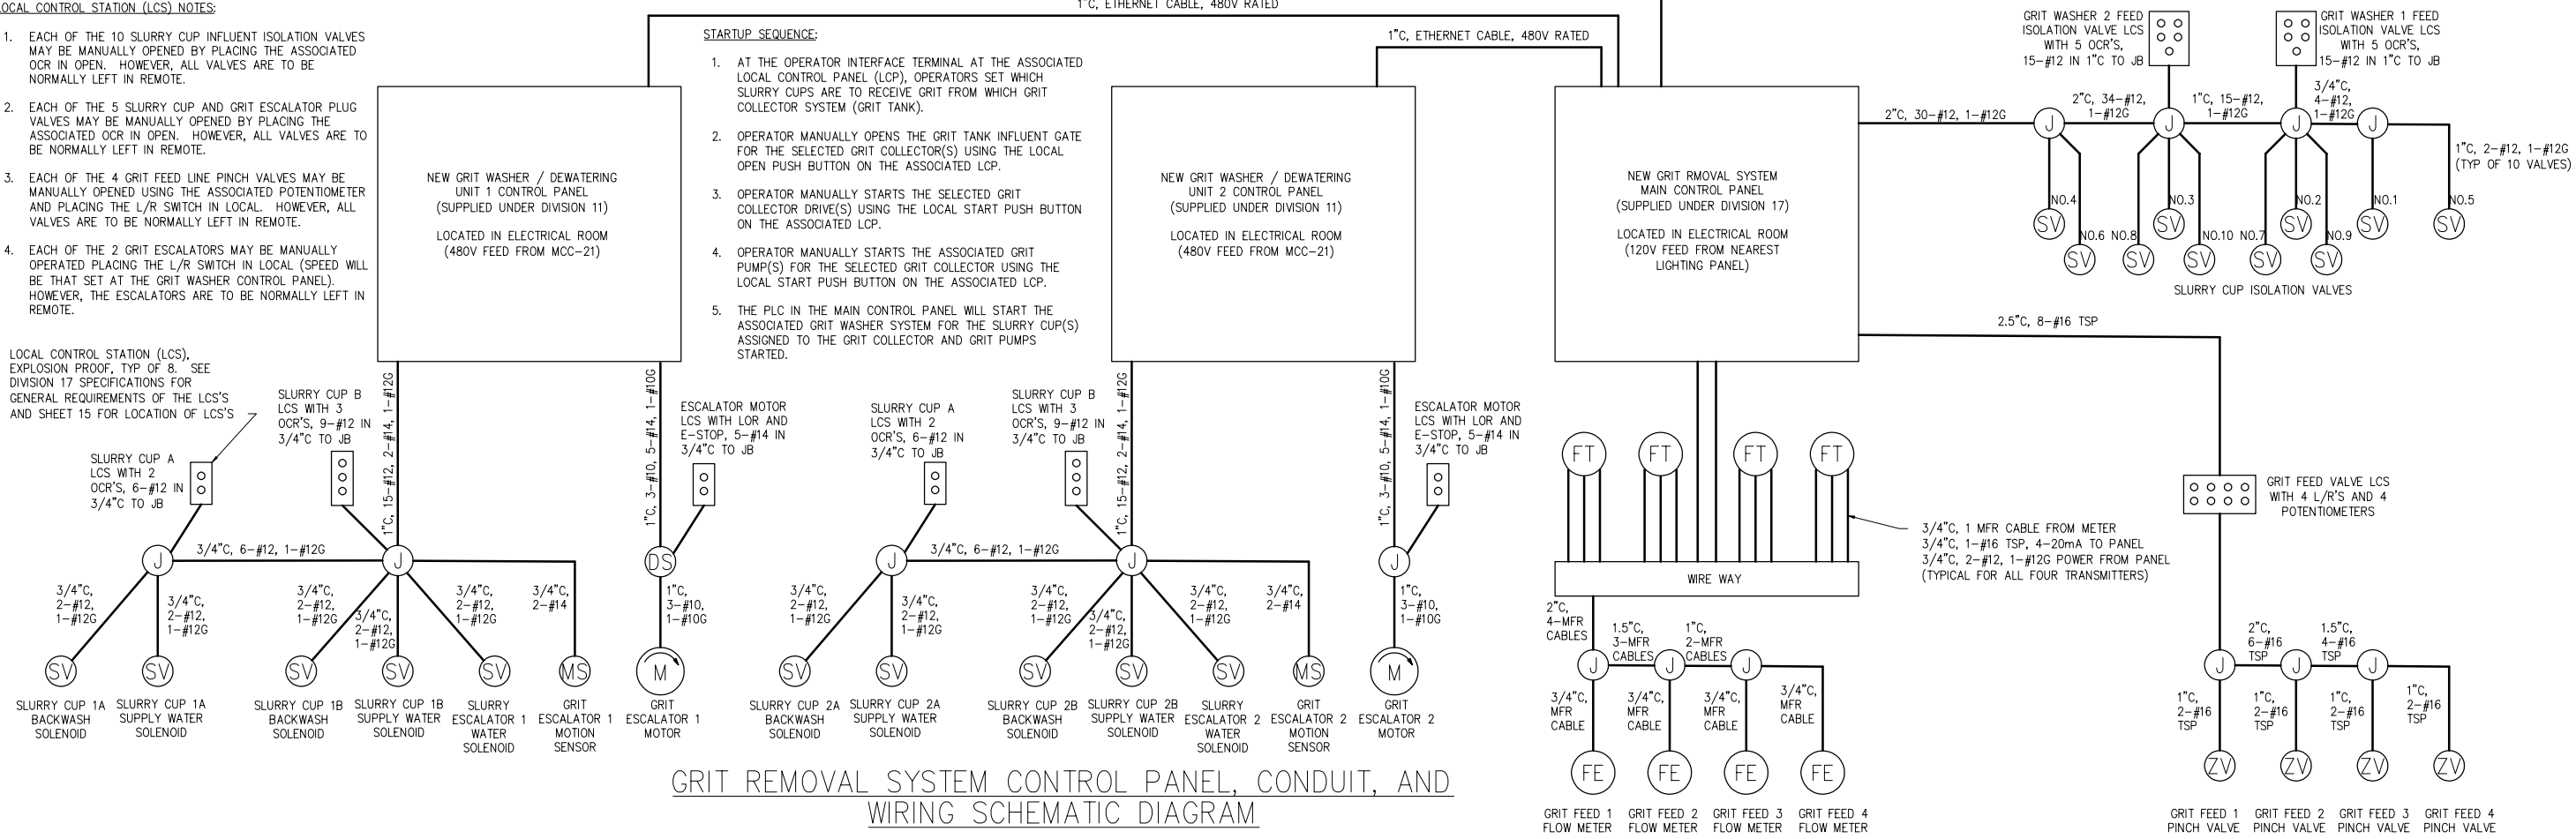 LOCAL CONTROL STATION (LCS) NOTES:
1. EACH OF THE 10 SLURRY CUP INFLUENT ISOLATION VALVES
MAY BE MANUALLY OPENED BY PLACING THE ASSOCIATED
OCR IN OPEN. HOWEVER, ALL VALVES ARE TO BE
NORMALLY LEFT IN REMOTE.
2. EACH OF THE 5 SLURRY CUP AND GRIT ESCALATOR PLUG
VALVES MAY BE MANUALLY OPENED BY PLACING THE
ASSOCIATED OCR IN OPEN. HOWEVER, ALL VALVES ARE TO
BE NORMALLY LEFT IN REMOTE.
3. EACH OF THE 4 GRIT FEED LINE PINCH VALVES MAY BE
MANUALLY OPENED USING THE ASSOCIATED POTENTIOMETER
AND PLACING THE L/R SWITCH IN LOCAL. HOWEVER, ALL
VALVES ARE TO BE NORMALLY LEFT IN REMOTE.
4. EACH OF THE 2 GRIT ESCALATORS MAY BE MANUALLY
OPERATED PLACING THE L/R SWITCH IN LOCAL (SPEED WILL
BE THAT SET AT THE GRIT WASHER CONTROL PANEL).
HOWEVER, THE ESCALATORS ARE TO BE NORMALLY LEFT IN
REMOTE.
LOCAL CONTROL STATION (LCS),
EXPLOSION PROOF, TYP OF 8. SEE
DIVISION 17 SPECIFICATIONS FOR
GENERAL REQUIREMENTS OF THE LCS'S
AND SHEET 15 FOR LOCATION OF LCS'S
1"C, ETHERNET CABLE, 480V RATED
STARTUP SEQUENCE:
1. AT THE OPERATOR INTERFACE TERMINAL AT THE ASSOCIATED
LOCAL CONTROL PANEL (LCP), OPERATORS SET WHICH
SLURRY CUPS ARE TO RECEIVE GRIT FROM WHICH GRIT
COLLECTOR SYSTEM (GRIT TANK).
2. OPERATOR MANUALLY OPENS THE GRIT TANK INFLUENT GATE
FOR THE SELECTED GRIT COLLECTOR(S) USING THE LOCAL
OPEN PUSH BUTTON ON THE ASSOCIATED LCP.
3. OPERATOR MANUALLY STARTS THE SELECTED GRIT
COLLECTOR DRIVE(S) USING THE LOCAL START PUSH BUTTON
ON THE ASSOCIATED LCP.
4. OPERATOR MANUALLY STARTS THE ASSOCIATED GRIT
PUMP(S) FOR THE SELECTED GRIT COLLECTOR USING THE
LOCAL START PUSH BUTTON ON THE ASSOCIATED LCP.
5. THE PLC IN THE MAIN CONTROL PANEL WILL START THE
ASSOCIATED GRIT WASHER SYSTEM FOR THE SLURRY CUP(S)
ASSIGNED TO THE GRIT COLLECTOR AND GRIT PUMPS
STARTED.
1"C, ETHERNET CABLE, 480V RATED
NEW GRIT WASHER / DEWATERING
UNIT 1 CONTROL PANEL
(SUPPLIED UNDER DIVISION 11)
LOCATED IN ELECTRICAL ROOM
(480V FEED FROM MCC-21)
NEW GRIT WASHER / DEWATERING
UNIT 2 CONTROL PANEL
(SUPPLIED UNDER DIVISION 11)
LOCATED IN ELECTRICAL ROOM
(480V FEED FROM MCC-21)
NEW GRIT RMOVAL SYSTEM
MAIN CONTROL PANEL
(SUPPLIED UNDER DIVISION 17)
LOCATED IN ELECTRICAL ROOM
(120V FEED FROM NEAREST
LIGHTING PANEL)
GRIT WASHER 2 FEED
ISOLATION VALVE LCS
WITH 5 OCR'S,
15-#12 IN 1"C TO JB
GRIT WASHER 1 FEED
ISOLATION VALVE LCS
WITH 5 OCR'S,
15-#12 IN 1"C TO JB
2"C, 30-#12, 1-#12G
J
2"C, 34-#12,
1-#12G
J
1"C, 15-#12,
1-#12G
J
3/4"C,
4-#12,
1-#12G
J
1"C, 2-#12, 1-#12G
(TYP OF 10 VALVES)
NO.4
NO.3
NO.2
NO.1
NO.5
SV
SV
SV
SV
SV
NO.6
NO.8
NO.10
NO.7
NO.9
SV
SV
SV
SV
SV
SLURRY CUP ISOLATION VALVES
2.5"C, 8-#16 TSP
SLURRY CUP A
LCS WITH 2
OCR'S, 6-#12 IN
3/4"C TO JB
SLURRY CUP B
LCS WITH 3
OCR'S, 9-#12 IN
3/4"C TO JB
1"C, 15-#12, 2-#14, 1-#12G
1"C, 3-#10, 5-#14, 1-#10G
ESCALATOR MOTOR
LCS WITH LOR AND
E-STOP, 5-#14 IN
3/4"C TO JB
J
3/4"C, 6-#12, 1-#12G
J
DS
3/4"C,
2-#12,
1-#12G
3/4"C,
2-#12,
1-#12G
3/4"C,
2-#12,
1-#12G
3/4"C,
2-#12,
1-#12G
3/4"C,
2-#12,
1-#12G
3/4"C,
2-#14
1"C,
3-#10,
1-#10G
SV
SV
SV
SV
SV
MS
M
SLURRY CUP 1A
BACKWASH
SOLENOID
SLURRY CUP 1A
SUPPLY WATER
SOLENOID
SLURRY CUP 1B
BACKWASH
SOLENOID
SLURRY CUP 1B
SUPPLY WATER
SOLENOID
SLURRY
ESCALATOR 1
WATER
SOLENOID
GRIT
ESCALATOR 1
MOTION
SENSOR
GRIT
ESCALATOR 1
MOTOR
SLURRY CUP A
LCS WITH 2
OCR'S, 6-#12 IN
3/4"C TO JB
SLURRY CUP B
LCS WITH 3
OCR'S, 9-#12 IN
3/4"C TO JB
1"C, 15-#12, 2-#14, 1-#12G
1"C, 3-#10, 5-#14, 1-#10G
ESCALATOR MOTOR
LCS WITH LOR AND
E-STOP, 5-#14 IN
3/4"C TO JB
J
3/4"C, 6-#12, 1-#12G
J
J
3/4"C,
2-#12,
1-#12G
3/4"C,
2-#12,
1-#12G
3/4"C,
2-#12,
1-#12G
3/4"C,
2-#12,
1-#12G
3/4"C,
2-#12,
1-#12G
3/4"C,
2-#14
1"C,
3-#10,
1-#10G
SV
SV
SV
SV
SV
MS
M
SLURRY CUP 2A
BACKWASH
SOLENOID
SLURRY CUP 2A
SUPPLY WATER
SOLENOID
SLURRY CUP 2B
BACKWASH
SOLENOID
SLURRY CUP 2B
SUPPLY WATER
SOLENOID
SLURRY
ESCALATOR 2
WATER
SOLENOID
GRIT
ESCALATOR 2
MOTION
SENSOR
GRIT
ESCALATOR 2
MOTOR
FT
FT
FT
FT
WIRE WAY
3/4"C, 1 MFR CABLE FROM METER
3/4"C, 1-#16 TSP, 4-20mA TO PANEL
3/4"C, 2-#12, 1-#12G POWER FROM PANEL
(TYPICAL FOR ALL FOUR TRANSMITTERS)
2"C,
4-MFR
CABLES
1.5"C,
3-MFR
CABLES
1"C,
2-MFR
CABLES
J
J
J
3/4"C,
MFR
CABLE
3/4"C,
MFR
CABLE
3/4"C,
MFR
CABLE
3/4"C,
MFR
CABLE
FE
FE
FE
FE
GRIT FEED 1
FLOW METER
GRIT FEED 2
FLOW METER
GRIT FEED 3
FLOW METER
GRIT FEED 4
FLOW METER
GRIT FEED VALVE LCS
WITH 4 L/R'S AND 4
POTENTIOMETERS
J
2"C,
6-#16
TSP
J
1.5"C,
4-#16
TSP
J
1"C,
2-#16
TSP
1"C,
2-#16
TSP
1"C,
2-#16
TSP
1"C,
2-#16
TSP
ZV
ZV
ZV
ZV
GRIT FEED 1
PINCH VALVE
GRIT FEED 2
PINCH VALVE
GRIT FEED 3
PINCH VALVE
GRIT FEED 4
PINCH VALVE
GRIT REMOVAL SYSTEM CONTROL PANEL, CONDUIT, AND
WIRING SCHEMATIC DIAGRAM